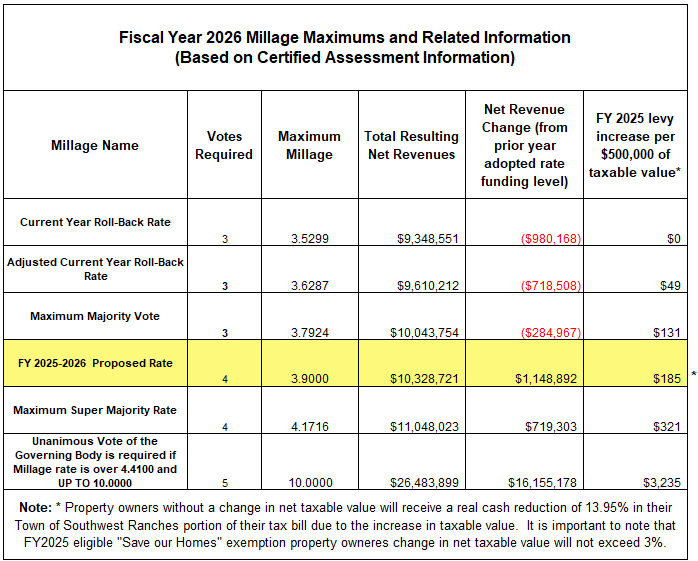 Fiscal Year 2026 Millage Maximums and Related Information
(Based on Certified Assessment Information)
Millage Name
Votes
Required
Maximum
Millage
Total Resulting
Net Revenues
Net Revenue
Change (from
prior year
adopted rate
funding level)
FY 2025 levy
increase per
$500,000 of
taxable value*
Current Year Roll-Back Rate
3 3.5299 $9,348,551 ($980,168) $0
Adjusted Current Year Roll-Back
Rate
3 3.6287 $9,610,212 ($718,508) $49
Maximum Majority Vote
3 3.7924 $10,043,754 ($284,967) $131
FY 2025-2026 Proposed Rate
4 3.9000 $10,328,721 $1,148,892 $185 *
Maximum Super Majority Rate
4 4.1716 $11,048,023 $719,303 $321
Unanimous Vote of the
Governing Body is required if
Millage rate is over 4.4100 and
UP TO 10.0000
5 10.0000 $26,483,899 $16,155,178 $3,235
Note: * Property owners without a change in net taxable value will receive a real cash reduction of 13.95% in their
Town of Southwest Ranches portion of their tax bill due to the increase in taxable value. It is important to note that
FY2025 eligible "Save our Homes" exemption property owneres change in net taxable value will not exceed 3%.